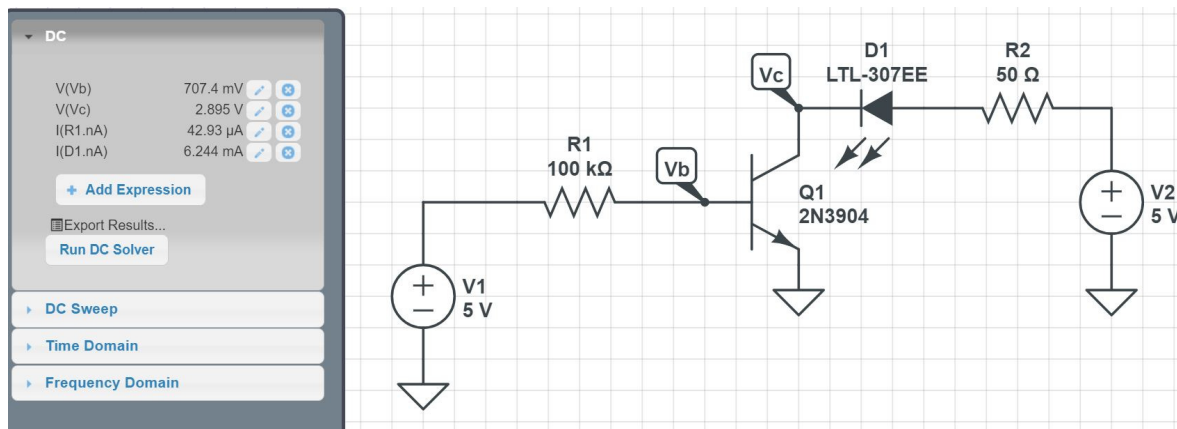 DC
V(Vb) 707.4 mV
V(Vc) 2.895 V
I(R1.nA) 42.93 µA
I(D1.nA) 6.244 mA
+ Add Expression
Export Results...
Run DC Solver
DC Sweep
Time Domain
Frequency Domain
V1
5 V
R1
100 kΩ
Vb
Vc
D1
LTL-307EE
Q1
2N3904
R2
50 Ω
V2
5 V